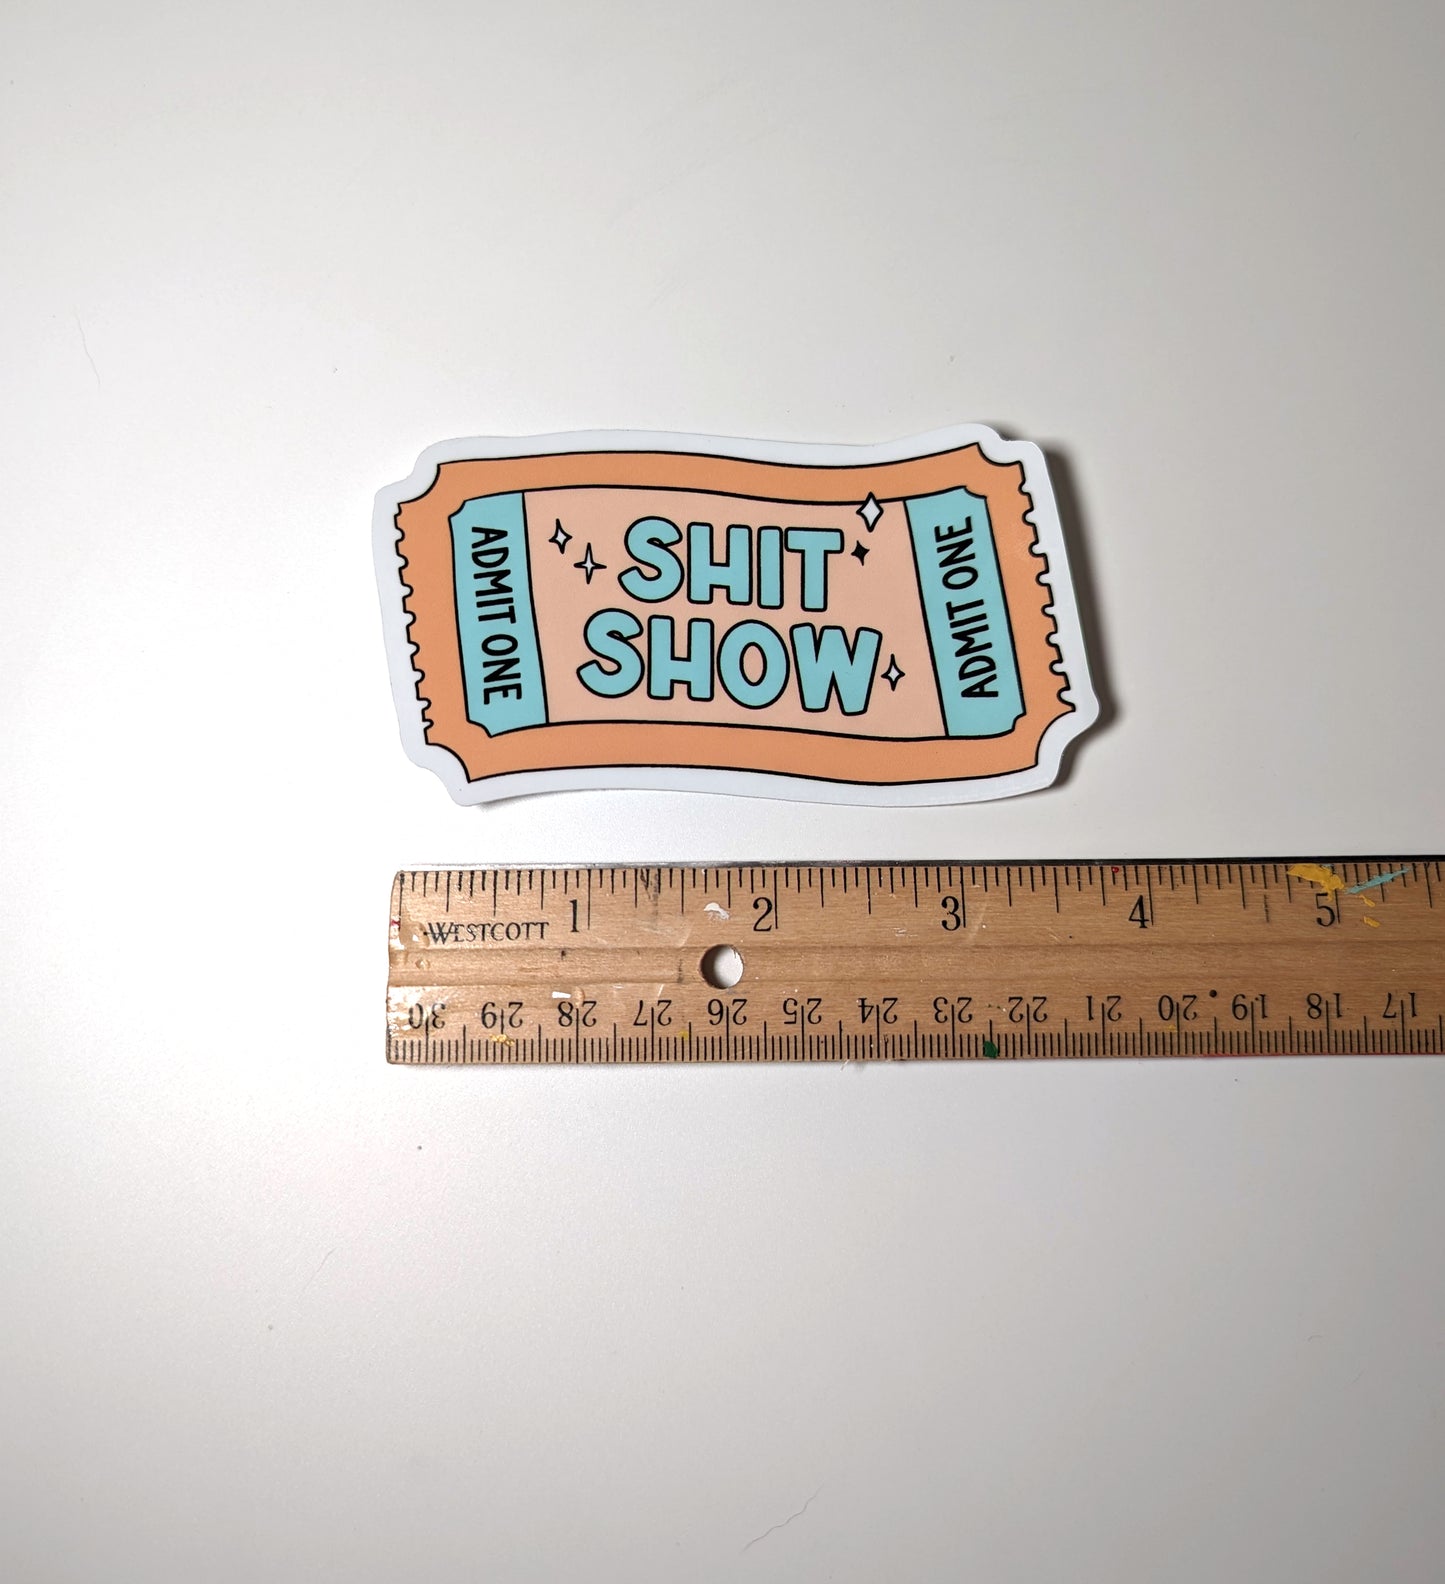 ADMIT ONE
SHIT
SHOW
ADMIT ONE
1 2 3 4 5
WESTCOTT
30 29 28 27 26 25 24 23 22 21 20 19 18 17